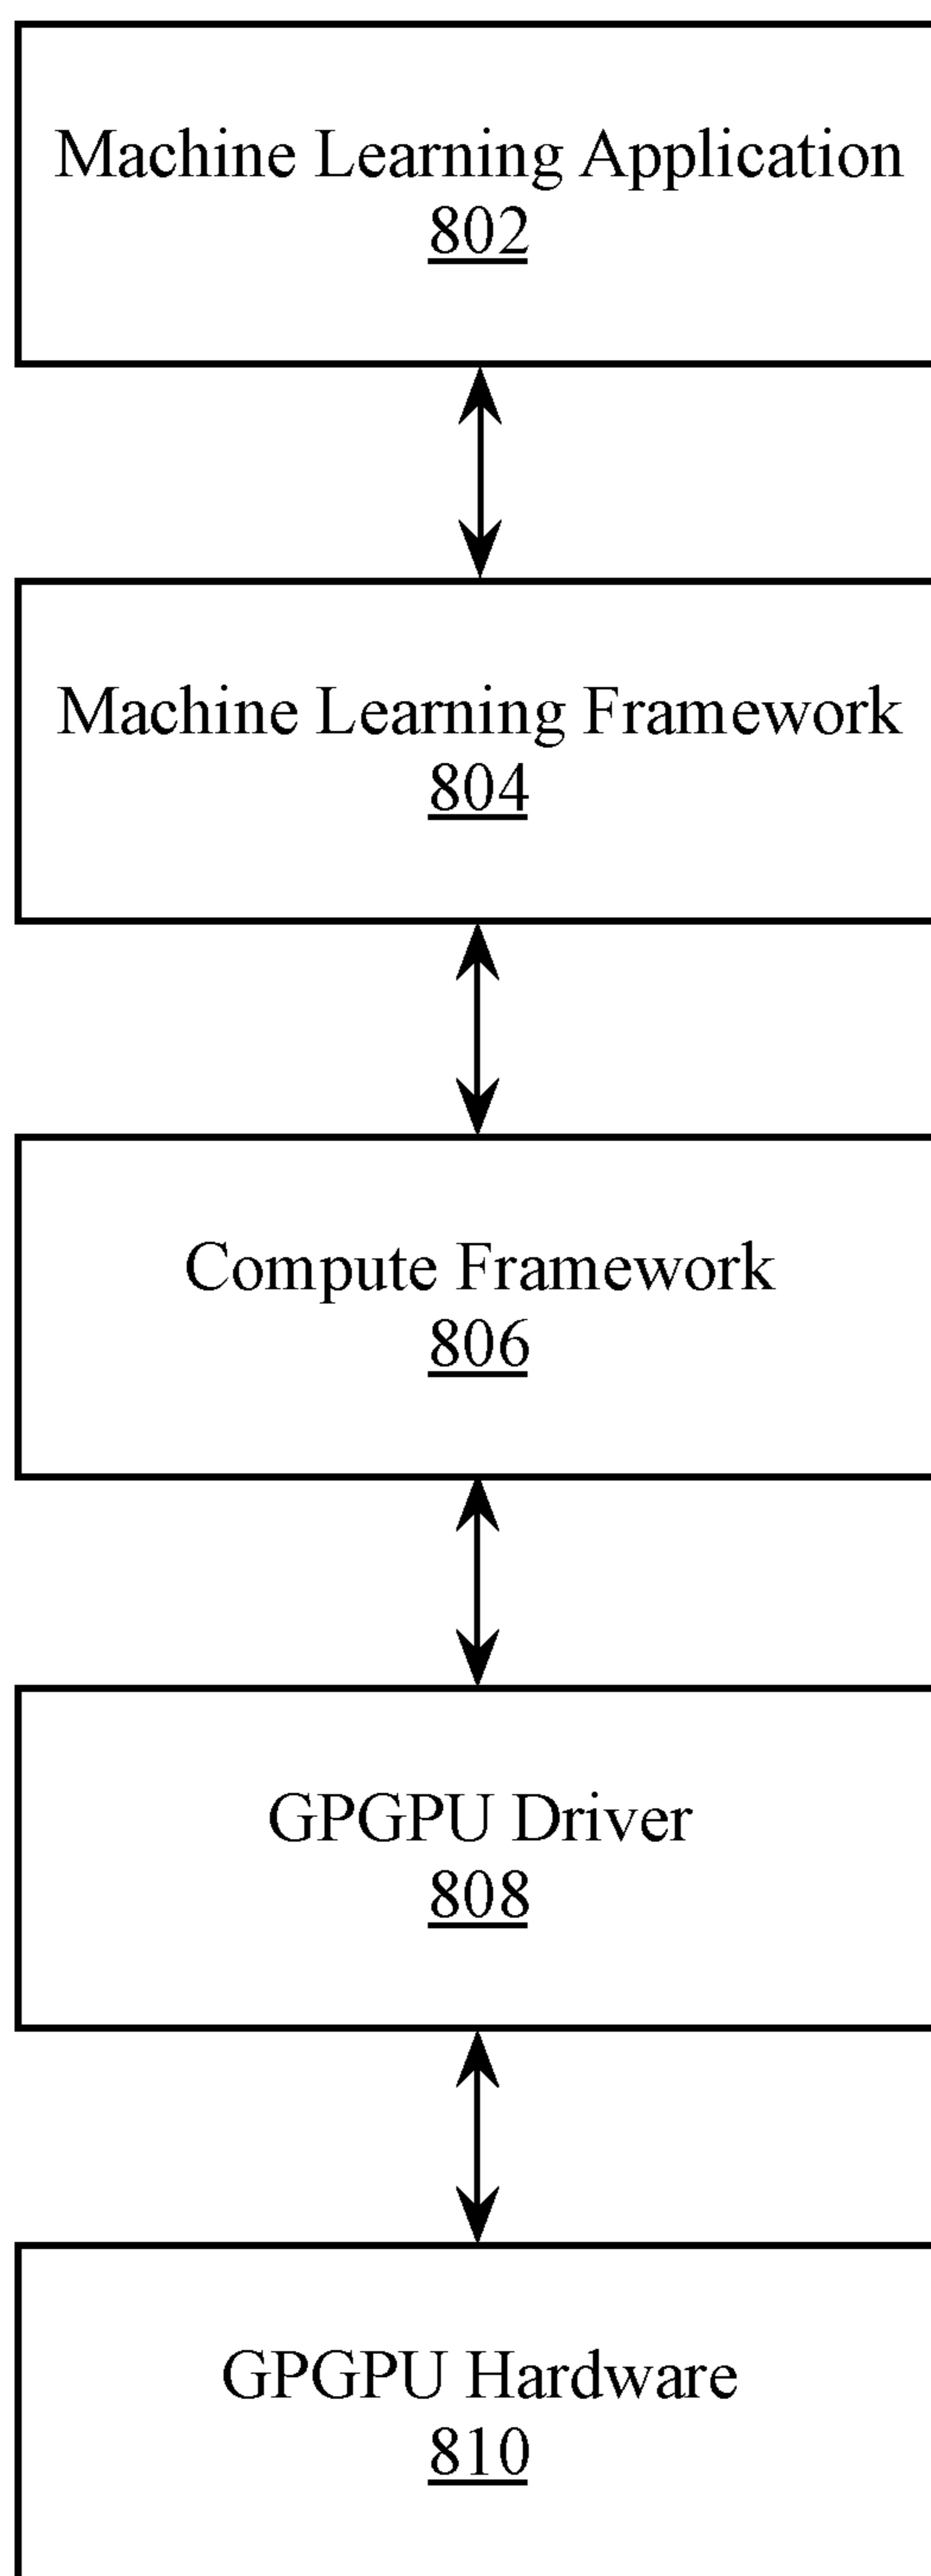 Machine Learning Application
802
Machine Learning Framework
804
Compute Framework
806
GPGPU Driver
808
GPGPU Hardware
810